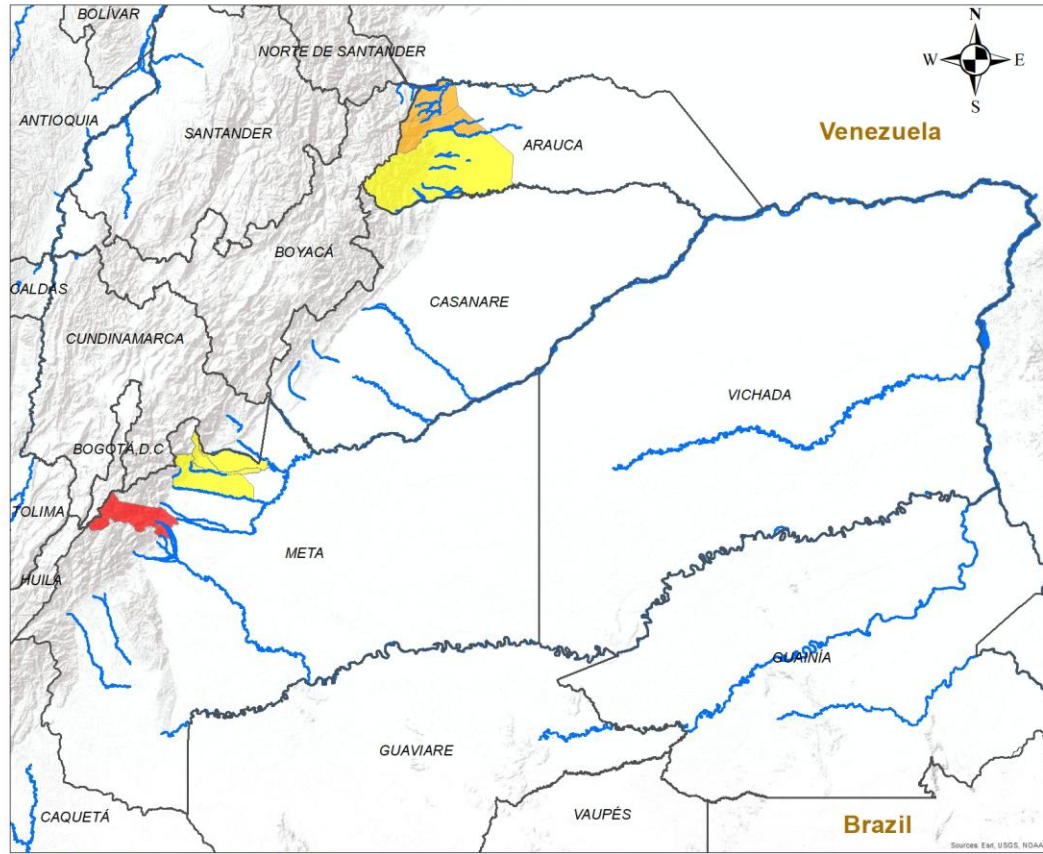 BOLÍVAR
N
NORTE DE SANTANDER
W
E
S
ANTIOQUIA
SANTANDER
ARAUCA
Venezuela
BOYACÁ
CALDAS
CASANARE
CUNDINAMARCA
VICHADA
BOGOTÁ,D.C
TOLIMA
META
HUILA
GUAINÍA
GUAVIARE
CAQUETÁ
VAUPÉS
Brazil
Sources: Esri, USGS, NOAA